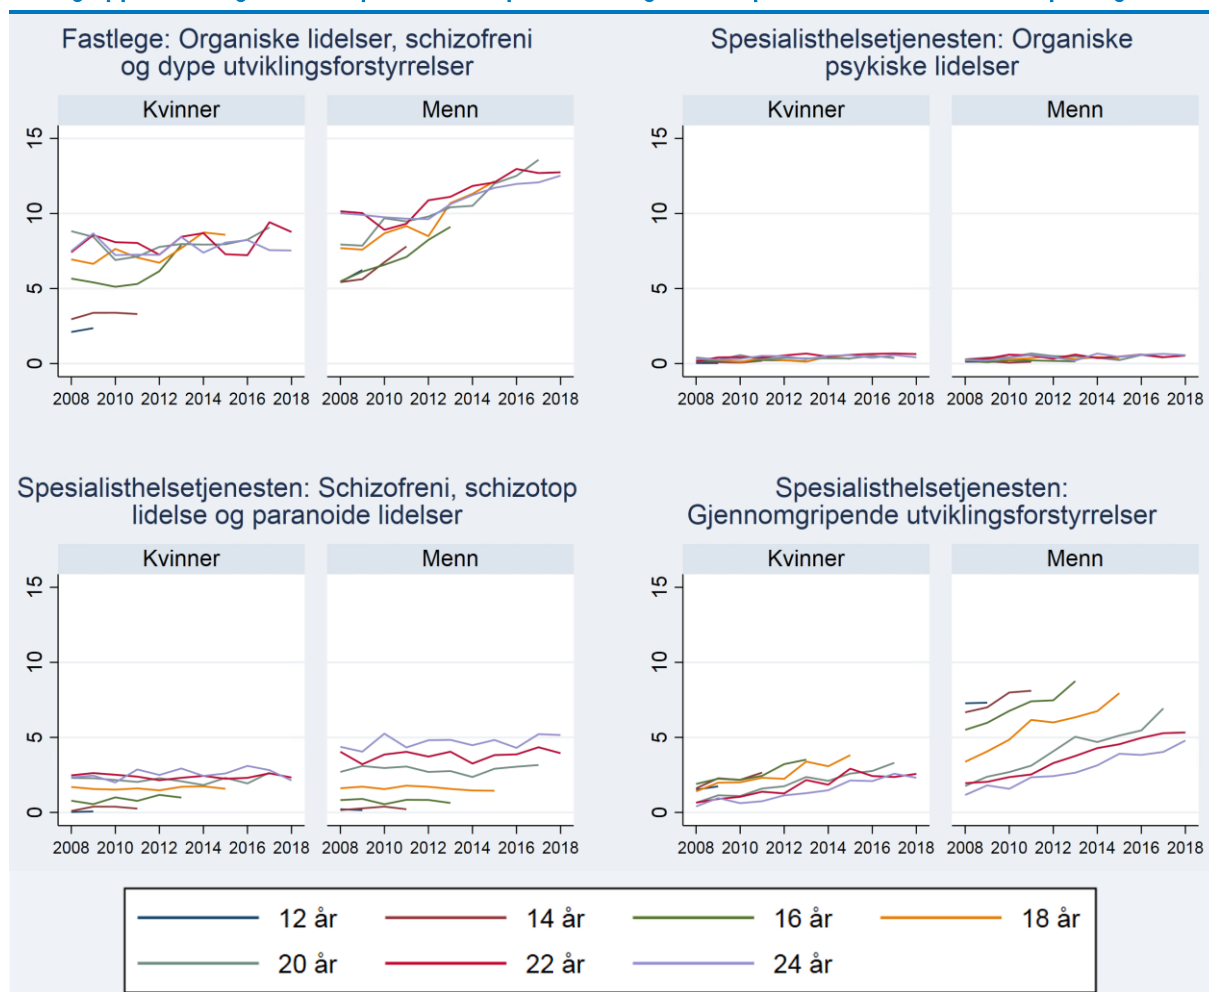 Fastlege: Organiske lidelser, schizofreni
og dype utviklingsforstyrrelser
Kvinner
Menn
15
10
5
0
2008 2010 2012 2014 2016 2018
2008 2010 2012 2014 2016 2018
Spesialisthelsetjenesten: Organiske
psykiske lidelser
Kvinner
Menn
15
10
5
0
2008 2010 2012 2014 2016 2018
2008 2010 2012 2014 2016 2018
Spesialisthelsetjenesten: Schizofreni, schizotop
lidelse og paranoide lidelser
Kvinner
Menn
15
10
5
0
2008 2010 2012 2014 2016 2018
2008 2010 2012 2014 2016 2018
Spesialisthelsetjenesten:
Gjennomgripende utviklingsforstyrrelser
Kvinner
Menn
15
10
5
0
2008 2010 2012 2014 2016 2018
2008 2010 2012 2014 2016 2018
12 år 14 år 16 år 18 år
20 år 22 år 24 år